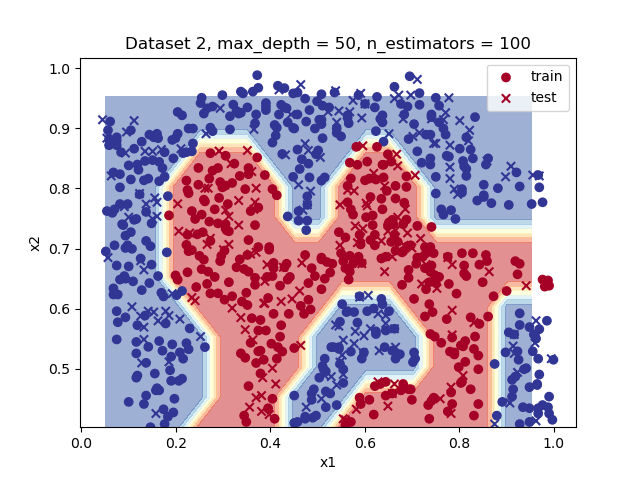 Dataset 2, max_depth = 50, n_estimators = 100
train
test
1.0
0.9
0.8
0.7
0.6
0.5
x2
0.0 0.2 0.4 0.6 0.8 1.0
x1